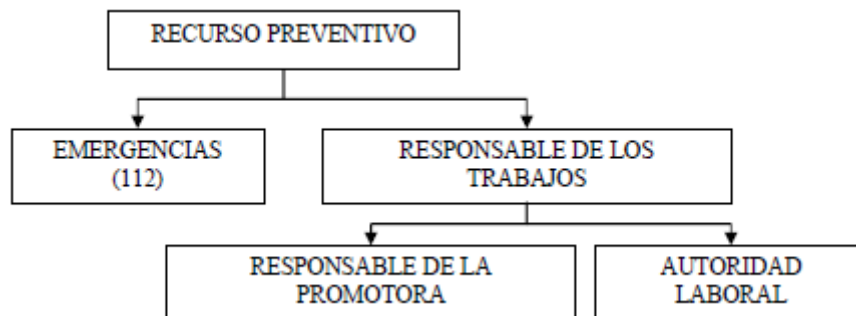 RECURSO PREVENTIVO
EMERGENCIAS
(112)
RESPONSABLE DE LOS
TRABAJOS
RESPONSABLE DE LA
PROMOTORA
AUTORIDAD
LABORAL